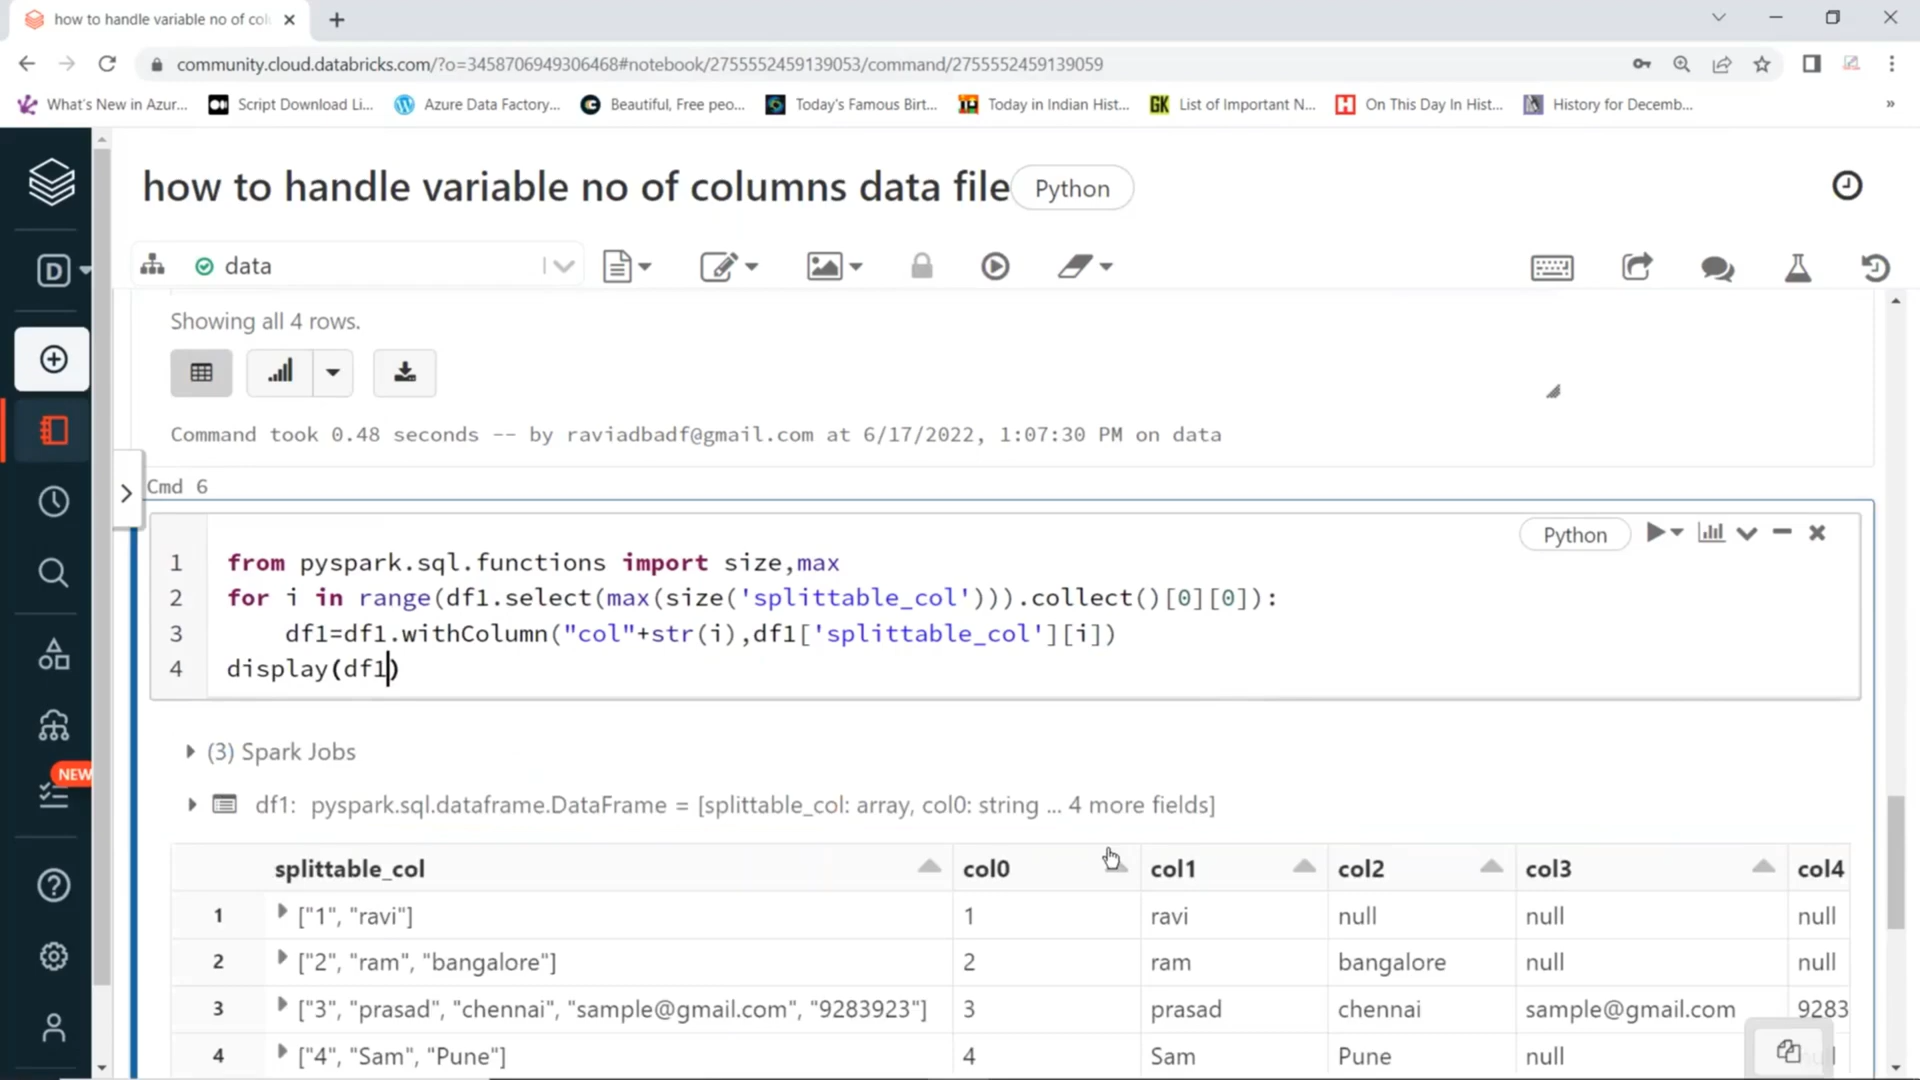 how to handle variable no of col
community.cloud.databricks.com/?o=3458706949306468#notebook/2755552459139053/command/2755552459139059
What's New in Azur... Script Download Li... Azure Data Factory... Beautiful, Free peo... Today's Famous Birt... Today in Indian Hist... GK List of Important N... H On This Day In Hist... History for Decemb... »
how to handle variable no of columns data file Python
D data
Showing all 4 rows.
Command took 0.48 seconds -- by raviadbadf@gmail.com at 6/17/2022, 1:07:30 PM on data
Cmd 6
Python
1 from pyspark.sql.functions import size,max
2 for i in range(df1.select(max(size('splittable_col'))).collect()[0][0]):
3 df1=df1.withColumn("col"+str(i),df1['splittable_col'][i])
4 display(df1)
(3) Spark Jobs
NEW
df1: pyspark.sql.dataframe.DataFrame = [splittable_col: array, col0: string ... 4 more fields]
splittable_col col0 col1 col2 col3 col4
1 ["1", "ravi"] 1 ravi null null null
2 ["2", "ram", "bangalore"] 2 ram bangalore null null
3 ["3", "prasad", "chennai", "sample@gmail.com", "9283923"] 3 prasad chennai sample@gmail.com 9283
4 ["4", "Sam", "Pune"] 4 Sam Pune null